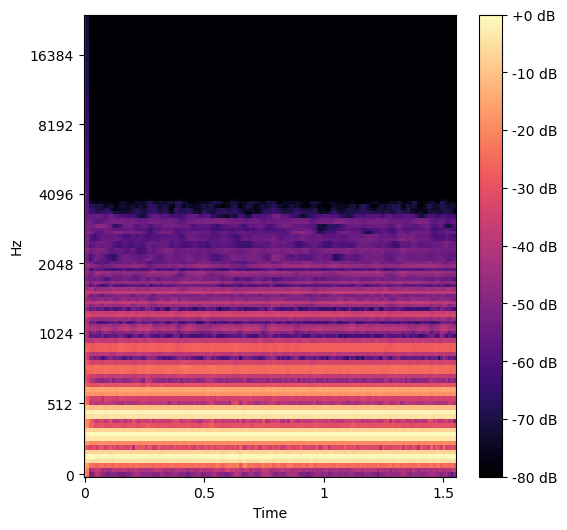 +0 dB
16384
-10 dB
8192
-20 dB
4096
-30 dB
Hz
-40 dB
2048
-50 dB
1024
-60 dB
512
-70 dB
0
-80 dB
0 0.5 1 1.5
Time